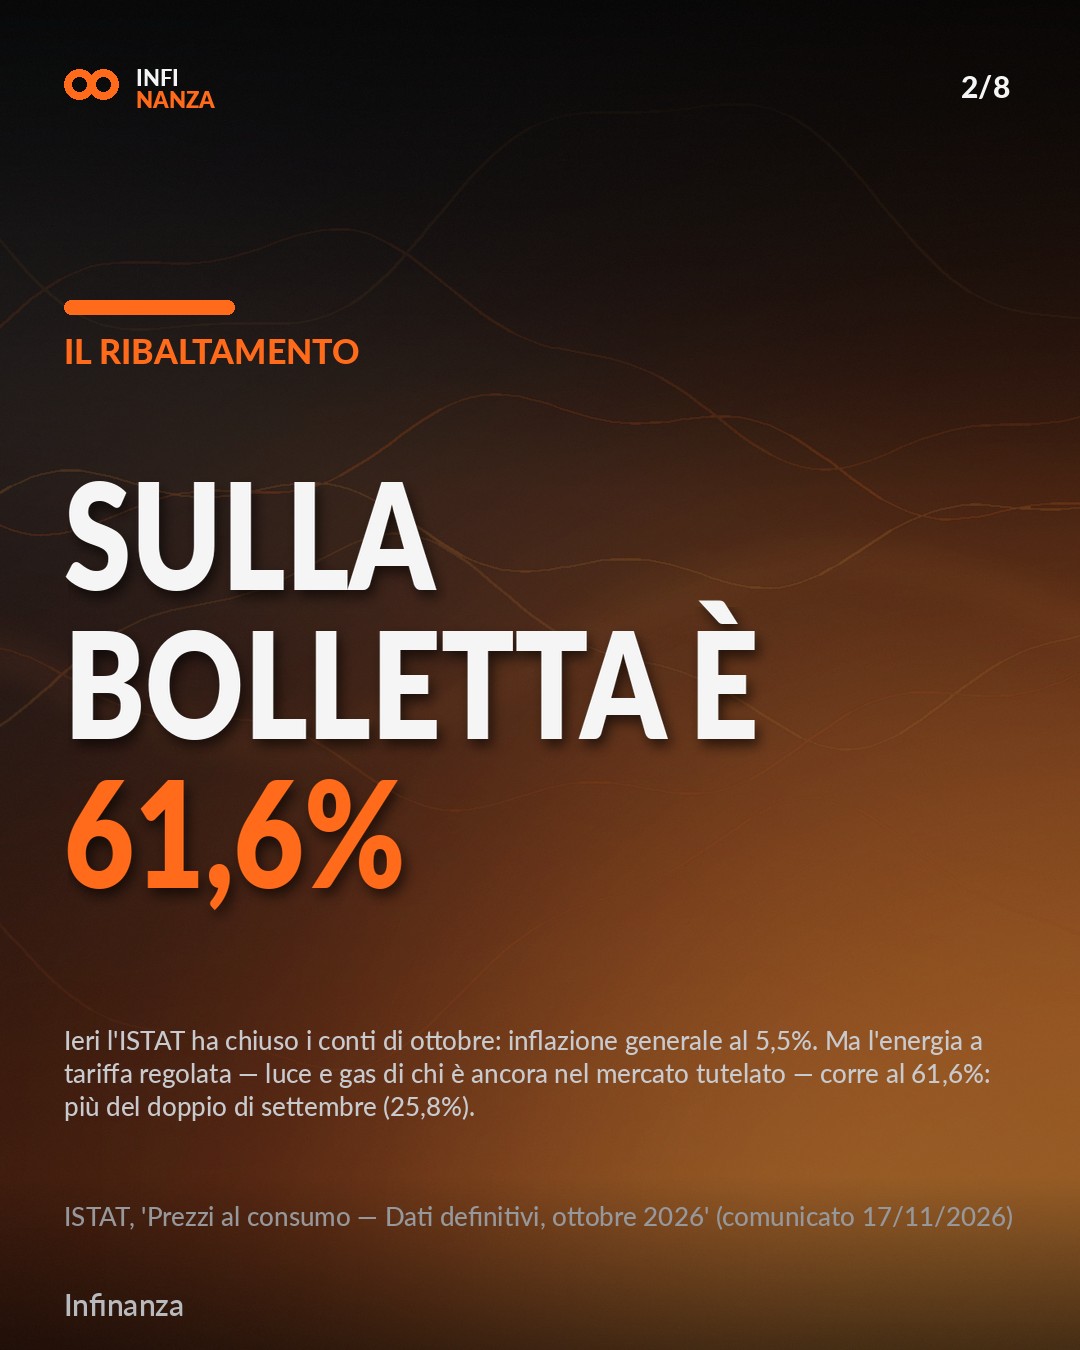 INFI
NANZA
2/8
IL RIBALTAMENTO
SULLA
BOLLETTA È
61,6%
Ieri l'ISTAT ha chiuso i conti di ottobre: inflazione generale al 5,5%. Ma l'energia a
tariffa regolata — luce e gas di chi è ancora nel mercato tutelato — corre al 61,6%:
più del doppio di settembre (25,8%).
ISTAT, 'Prezzi al consumo — Dati definitivi, ottobre 2026' (comunicato 17/11/2026)
Infinanza